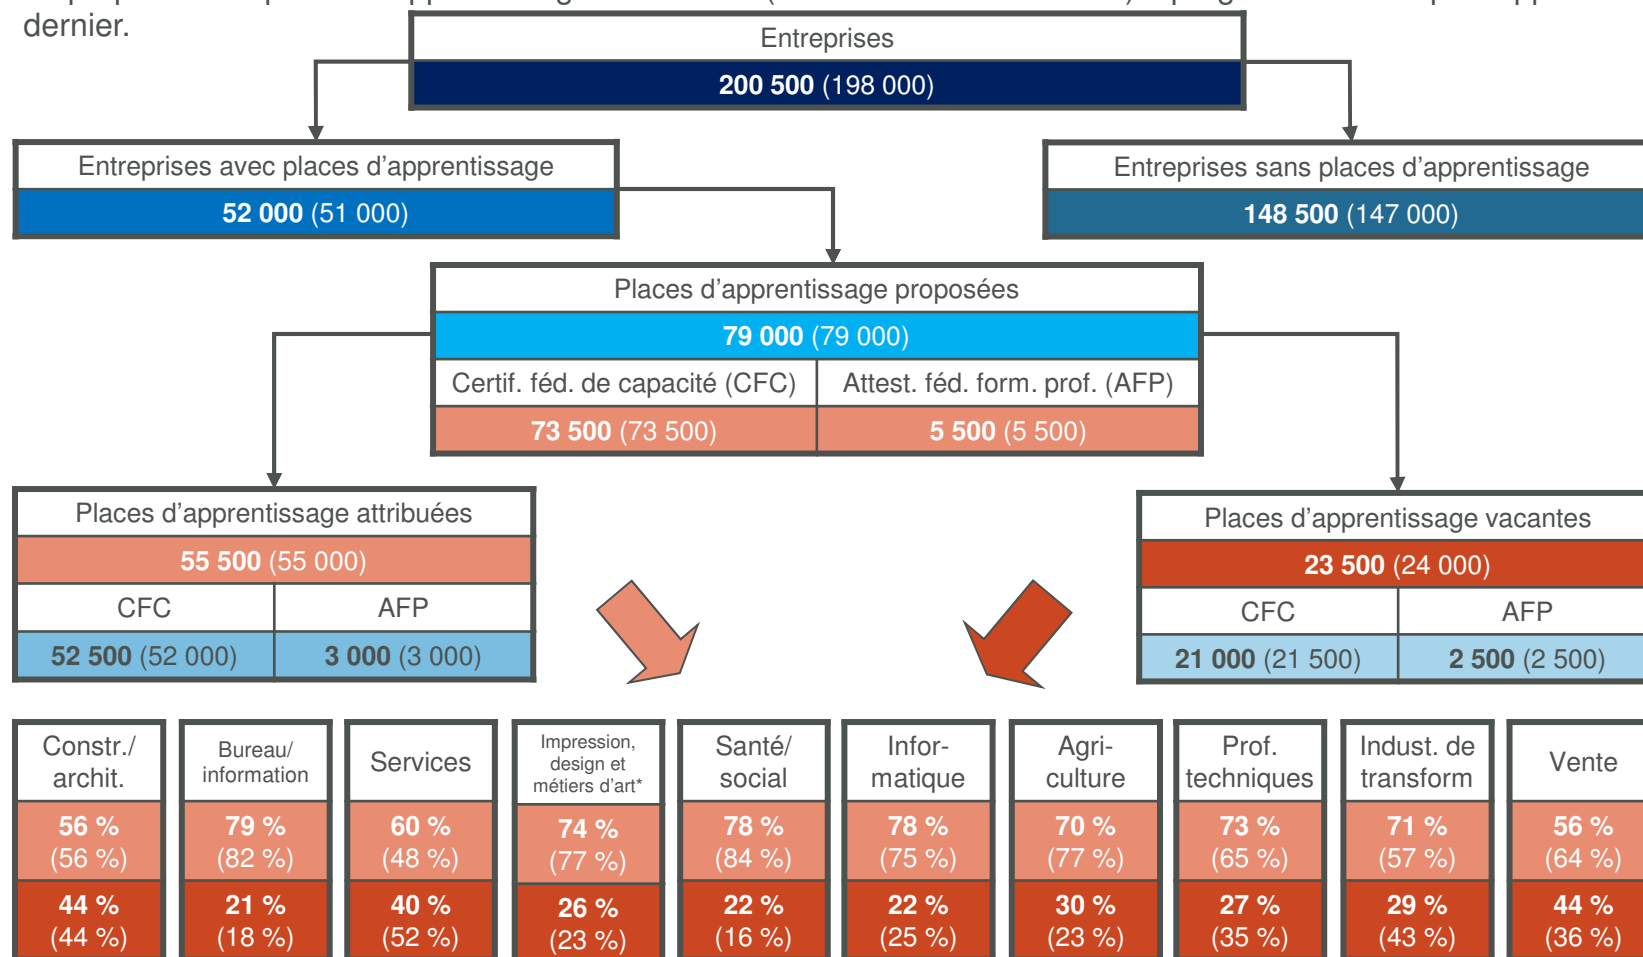 dernier.
Entreprises
200 500 (198 000)
Entreprises avec places d'apprentissage
52 000 (51 000)
Entreprises sans places d'apprentissage
148 500 (147 000)
Places d'apprentissage proposées
79 000 (79 000)
Certif. féd. de capacité (CFC)
Attest. féd. form. prof. (AFP)
73 500 (73 500)
5 500 (5 500)
Places d'apprentissage attribuées
55 500 (55 000)
CFC
AFP
52 500 (52 000)
3 000 (3 000)
Places d'apprentissage vacantes
23 500 (24 000)
CFC
AFP
21 000 (21 500)
2 500 (2 500)
Constr./
archit.
56 %
(56 %)
44 %
(44 %)
Bureau/
information
79 %
(82 %)
21 %
(18 %)
Services
60 %
(48 %)
40 %
(52 %)
Impression,
design et
métiers d'art*
74 %
(77 %)
26 %
(23 %)
Santé/
social
78 %
(84 %)
22 %
(16 %)
Infor-
matique
78 %
(75 %)
22 %
(25 %)
Agri-
culture
70 %
(77 %)
30 %
(23 %)
Prof.
techniques
73 %
(65 %)
27 %
(35 %)
Indust. de
transform
71 %
(57 %)
29 %
(43 %)
Vente
56 %
(64 %)
44 %
(36 %)